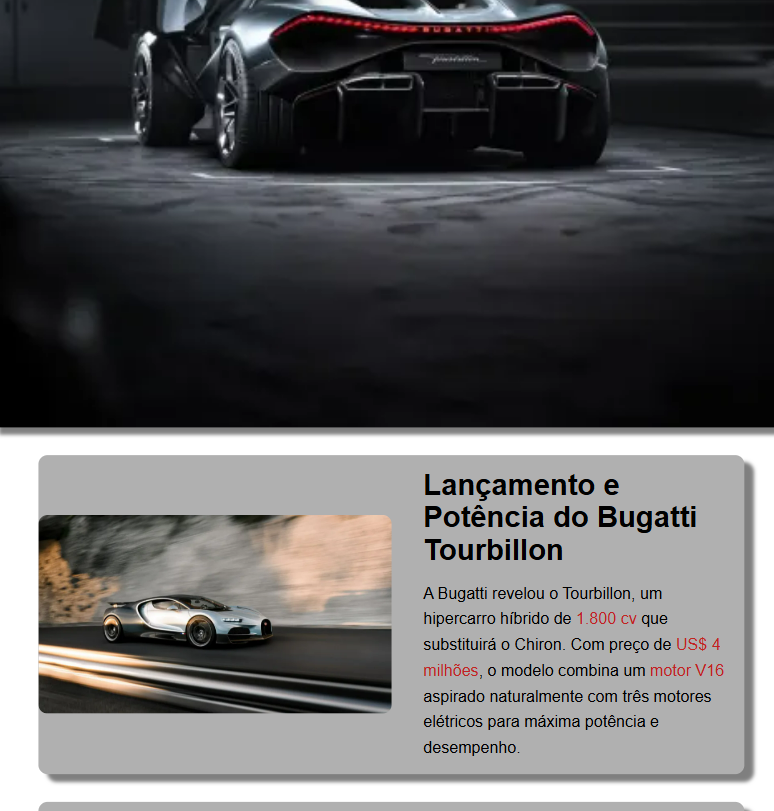 BUGATTI
Tourbillon
Lançamento e
Potência do Bugatti
Tourbillon
A Bugatti revelou o Tourbillon, um
hipercarro híbrido de 1.800 cv que
substituirá o Chiron. Com preço de US$ 4
milhões, o modelo combina um motor V16
aspirado naturalmente com três motores
elétricos para máxima potência e
desempenho.